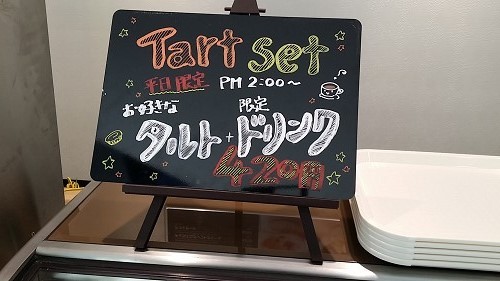 Tart Set
平日限定 PM 2:00〜
お好きな 限定
タルト + ドリンク
420円